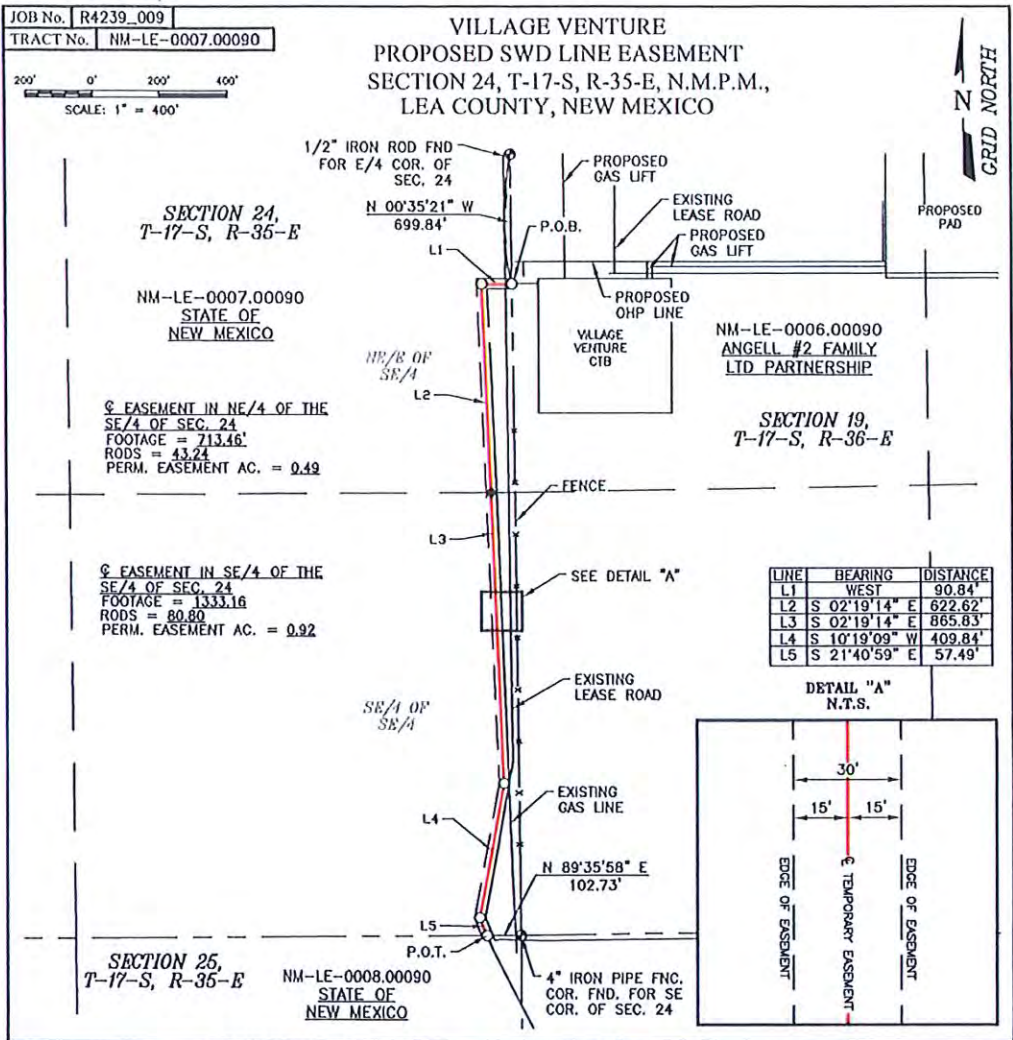 JOB No. R4239_009
TRACT No. NM-LE-0007.00090
VILLAGE VENTURE
PROPOSED SWD LINE EASEMENT
SECTION 24, T-17-S, R-35-E, N.M.P.M.,
LEA COUNTY, NEW MEXICO
200' 0' 200' 400'
SCALE: 1" = 400'
N
GRID NORTH
1/2" IRON ROD FND
FOR E/4 COR. OF
SEC. 24
N 00'35'21" W
699.84'
P.O.B.
L1
PROPOSED
GAS LIFT
EXISTING
LEASE ROAD
PROPOSED
GAS LIFT
PROPOSED
PAD
PROPOSED
OHP LINE
VILLAGE
VENTURE
CTB
SECTION 24,
T-17-S, R-35-E
NM-LE-0007.00090
STATE OF
NEW MEXICO
NE/E OF
SE/4
L2
NM-LE-0006.00090
ANGELL #2 FAMILY
LTD PARTNERSHIP
SECTION 19,
T-17-S, R-36-E
℄ EASEMENT IN NE/4 OF THE
SE/4 OF SEC. 24
FOOTAGE = 713.46'
RODS = 43.24
PERM. EASEMENT AC. = 0.49
FENCE
L3
SEE DETAIL "A"
℄ EASEMENT IN SE/4 OF THE
SE/4 OF SEC. 24
FOOTAGE = 1333.16
RODS = 80.80
PERM. EASEMENT AC. = 0.92
LINE BEARING DISTANCE
L1 WEST 90.84'
L2 S 02'19'14" E 622.62'
L3 S 02'19'14" E 865.83'
L4 S 10'19'09" W 409.84'
L5 S 21'40'59" E 57.49'
SE/4 OF
SE/4
EXISTING
LEASE ROAD
EXISTING
GAS LINE
L4
N 89'35'58" E
102.73'
L5
P.O.T.
4" IRON PIPE FNC.
COR. FND. FOR SE
COR. OF SEC. 24
SECTION 25,
T-17-S, R-35-E
NM-LE-0008.00090
STATE OF
NEW MEXICO
DETAIL "A"
N.T.S.
30'
15' 15'
EDGE OF EASEMENT
℄ TEMPORARY EASEMENT
EDGE OF EASEMENT